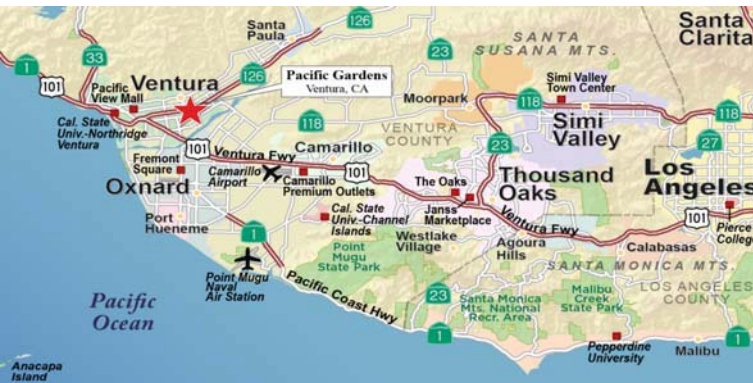 1
33
101
Santa
Paula
126
126
23
SANTA
SUSANA MTS.
Santa
Clarita
Pacific
View Mall
Ventura
Pacific Gardens
Ventura, CA
Moorpark
Simi Valley
Town Center
118
118
Simi
Valley
Cal. State
Univ.-Northridge
Ventura
118
VENTURA
COUNTY
23
27
101
Ventura Fwy
Camarillo
101
Fremont
Square
Camarillo
Airport
Camarillo
Premium Outlets
The Oaks
Thousand
Oaks
Los
Angeles
Oxnard
Cal. State
Univ.-Channel
Islands
Janss
Marketplace
Ventura Fwy
101
Pierce
College
Port
Hueneme
1
Point
Mugu
State Park
Westlake
Village
Agoura
Hills
Calabasas
SANTA MONICA MTS.
Point Mugu
Naval
Air Station
Pacific Coast Hwy
23
Santa Monica
Mts. National
Recr. Area
Malibu
Creek
State Park
LOS ANGELES
COUNTY
Pacific
Ocean
1
Pepperdine
University
Malibu
1
Anacapa
Island